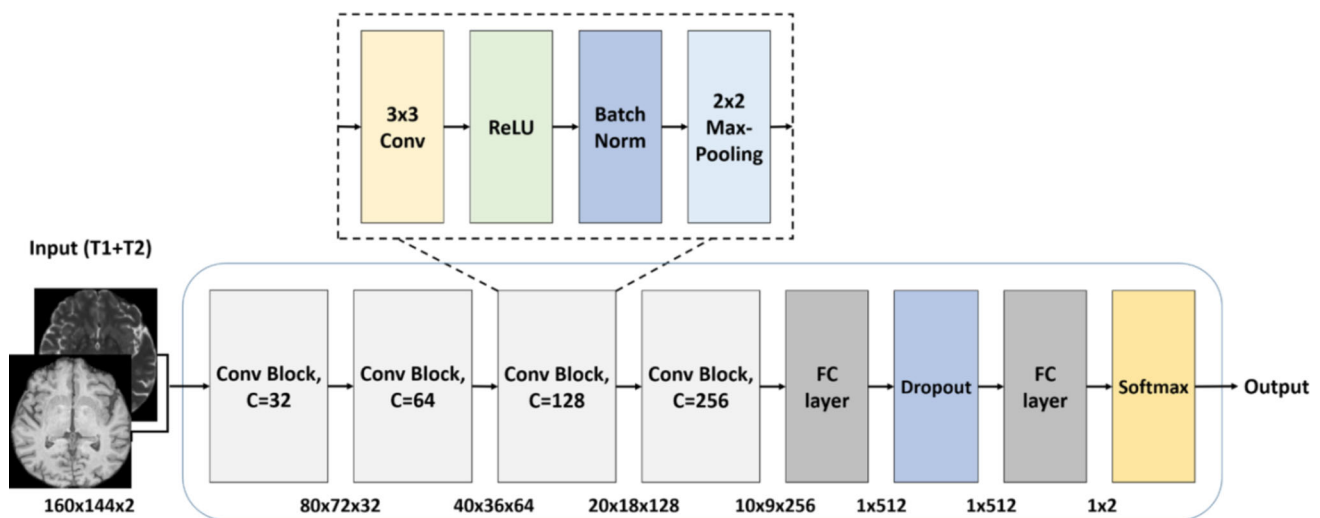 3x3
Conv
ReLU
Batch
Norm
2x2
Max-
Pooling
Input (T1+T2)
Conv Block,
C=32
Conv Block,
C=64
Conv Block,
C=128
Conv Block,
C=256
FC
layer
Dropout
FC
layer
Softmax
Output
160x144x2
80x72x32
40x36x64
20x18x128
10x9x256
1x512
1x512
1x2